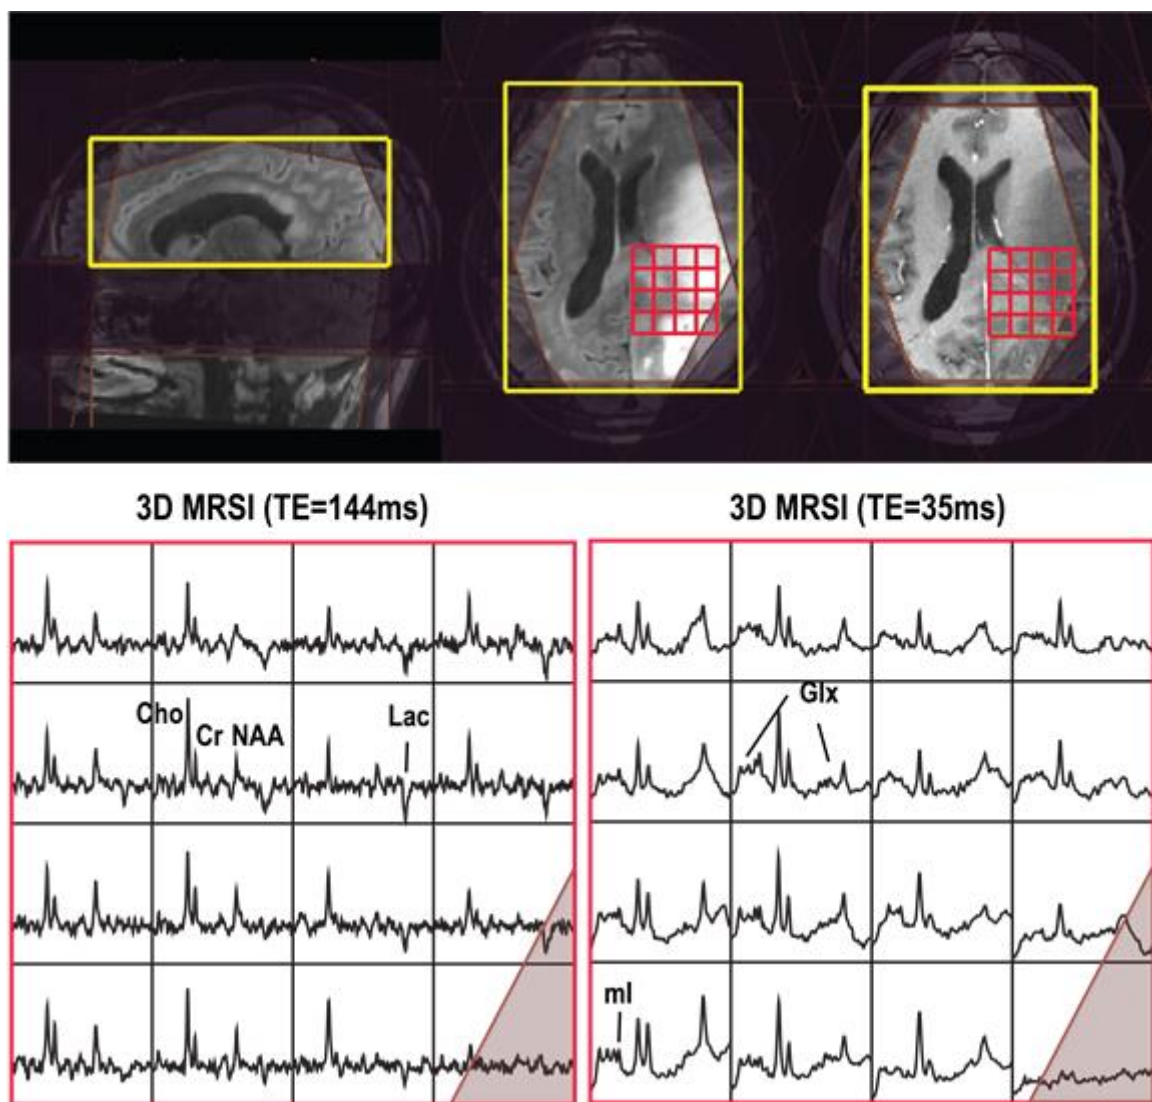 3D MRSI (TE=144ms)
3D MRSI (TE=35ms)
Cho
Cr NAA
Lac
Glx
mI